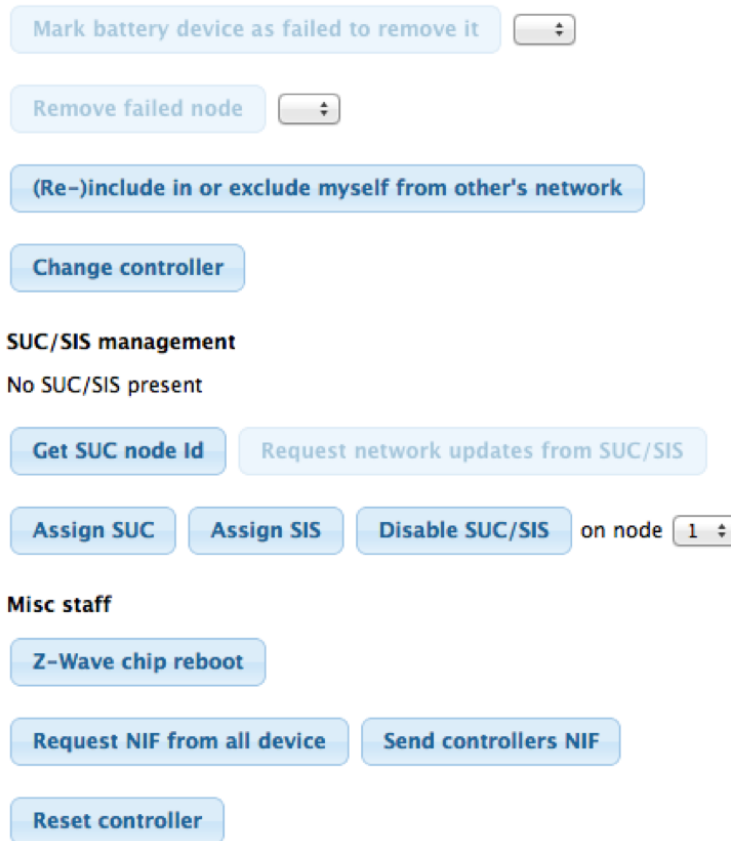 Mark battery device as failed to remove it
Remove failed node
(Re-)include in or exclude myself from other's network
Change controller
SUC/SIS management
No SUC/SIS present
Get SUC node Id Request network updates from SUC/SIS
Assign SUC Assign SIS Disable SUC/SIS on node 1
Misc staff
Z-Wave chip reboot
Request NIF from all device Send controllers NIF
Reset controller